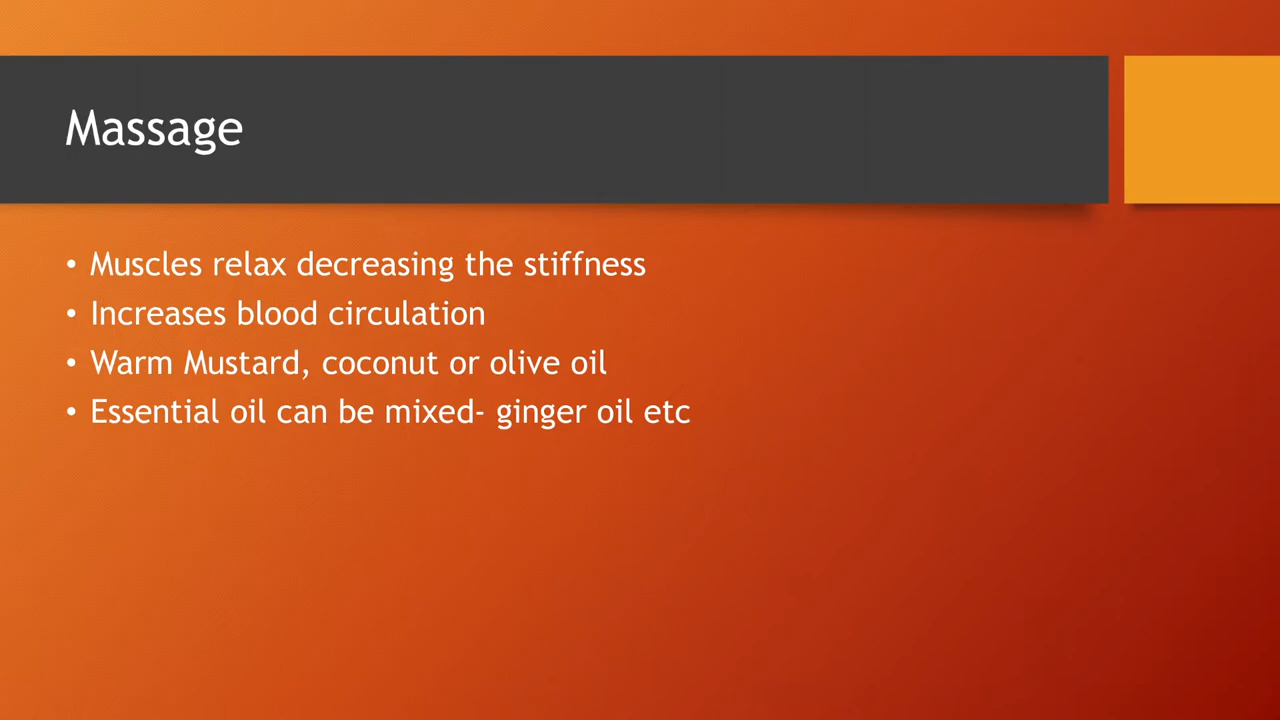 Massage
• Muscles relax decreasing the stiffness
• Increases blood circulation
• Warm Mustard, coconut or olive oil
• Essential oil can be mixed- ginger oil etc